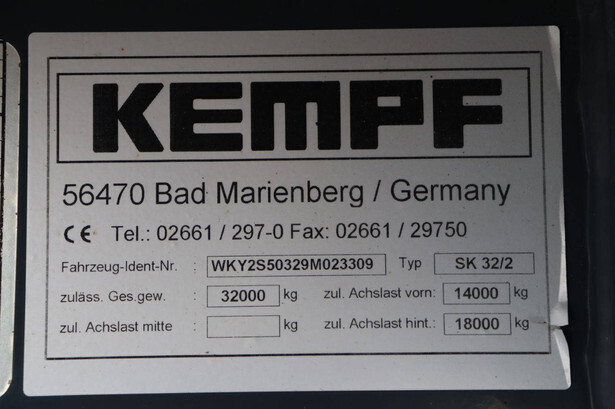 KEMPF
56470 Bad Marienberg / Germany
CE Tel.: 02661 / 297-0 Fax: 02661 / 29750
Fahrzeug-Ident-Nr. : WKY2S50329M023309 Typ SK 32/2
zuläss. Ges.gew. : 32000 kg zul. Achslast vorn: 14000 kg
zul. Achslast mitte : kg zul. Achslast hint.: 18000 kg